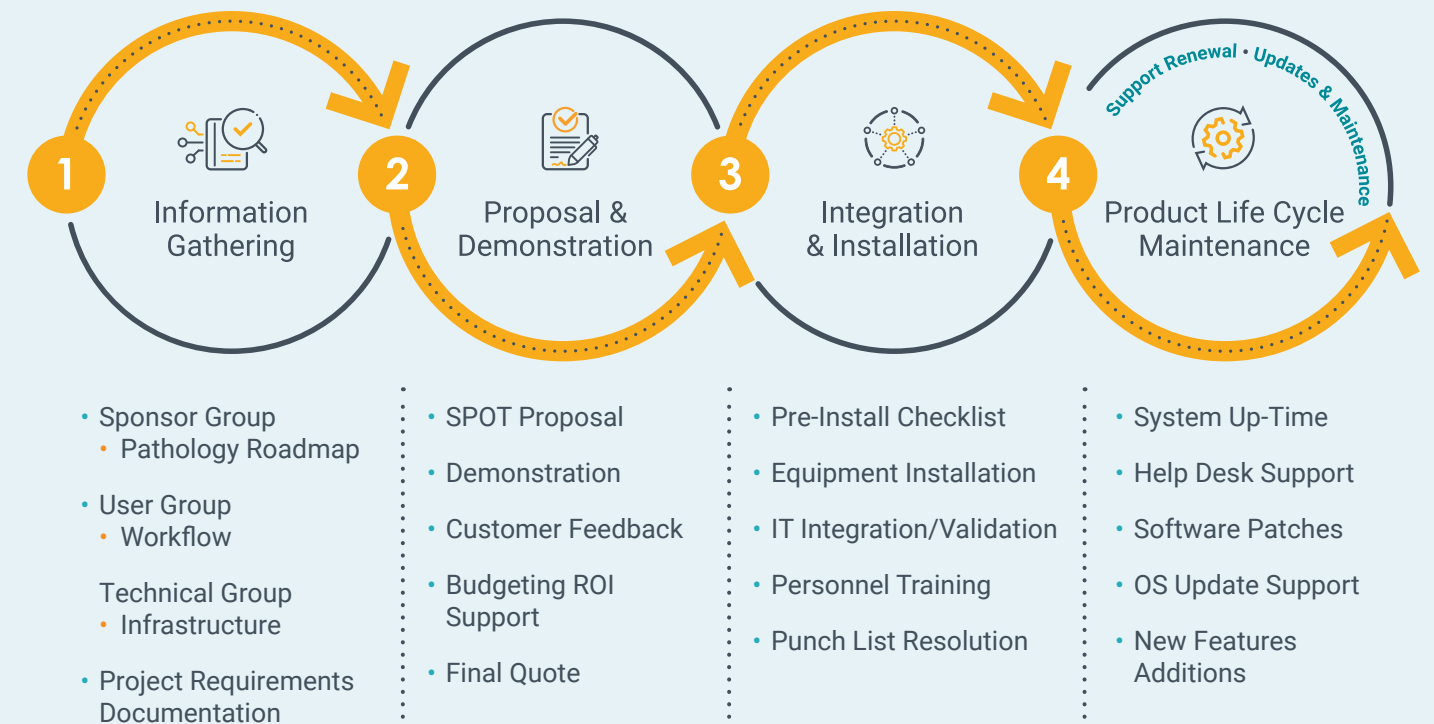 1
Information
Gathering
2
Proposal &
Demonstration
3
Integration
& Installation
4
Support Renewal • Updates & Maintenance
Product Life Cycle
Maintenance
• Sponsor Group
• Pathology Roadmap
• User Group
• Workflow
Technical Group
• Infrastructure
• Project Requirements
Documentation
• SPOT Proposal
• Demonstration
• Customer Feedback
• Budgeting ROI
Support
• Final Quote
• Pre-Install Checklist
• Equipment Installation
• IT Integration/Validation
• Personnel Training
• Punch List Resolution
• System Up-Time
• Help Desk Support
• Software Patches
• OS Update Support
• New Features
Additions